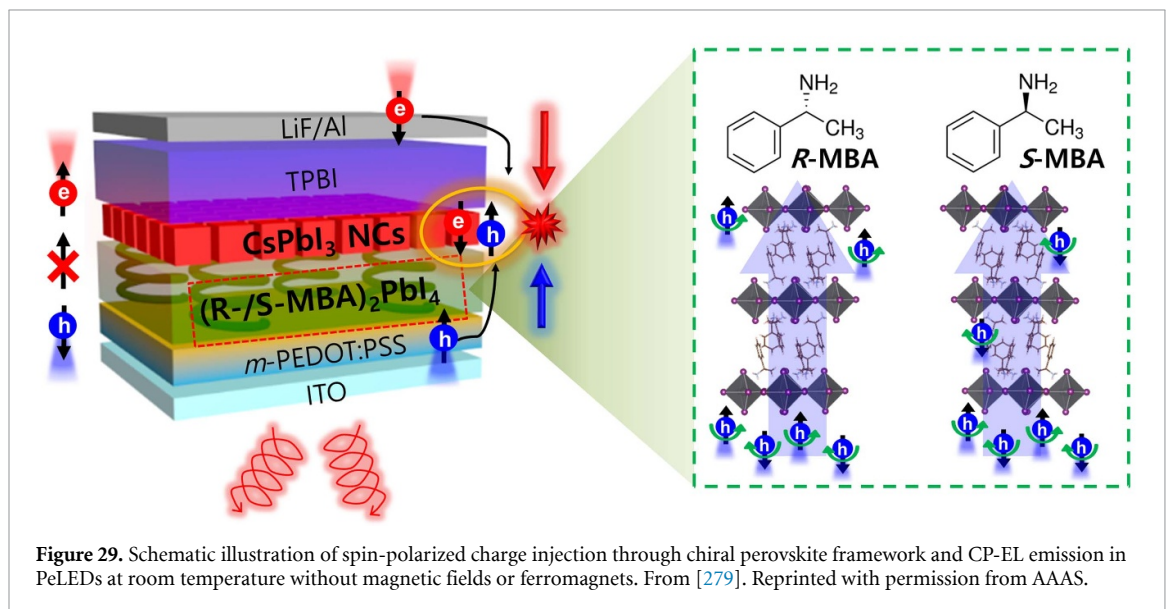 e
LiF/Al
TPBI
e
CsPbI₃ NCs
h
e
(R-/S-MBA)₂PbI₄
h
m-PEDOT:PSS
h
ITO
NH₂
CH₃
R-MBA
NH₂
CH₃
S-MBA
h
h
h
h
h
h
h
h
h
h
h
h
Figure 29. Schematic illustration of spin-polarized charge injection through chiral perovskite framework and CP-EL emission in
PeLEDs at room temperature without magnetic fields or ferromagnets. From [279]. Reprinted with permission from AAAS.